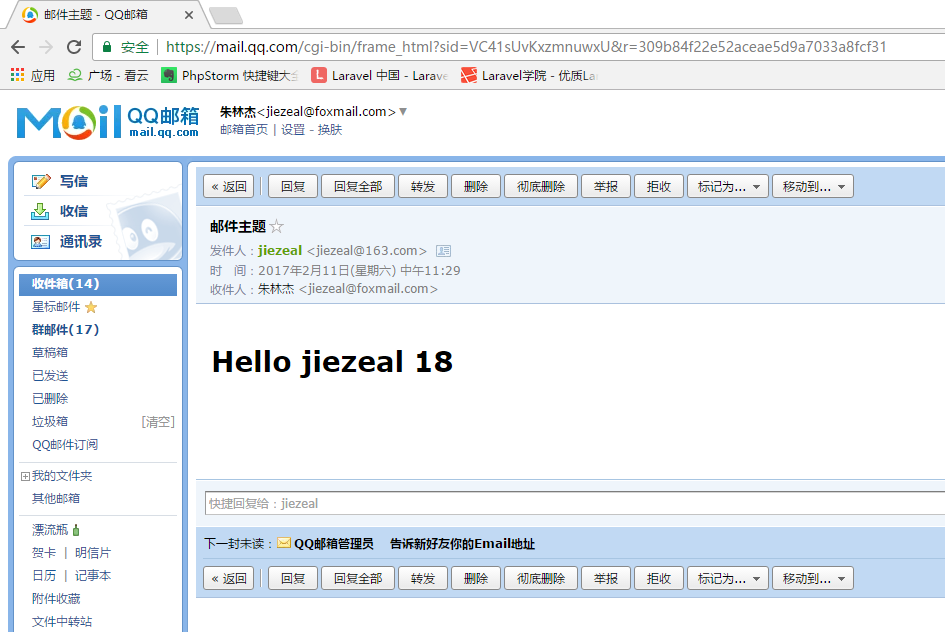 邮件主题 - QQ邮箱
安全 https://mail.qq.com/cgi-bin/frame_html?sid=VC41sUvKxzmnuwxU&r=309b84f22e52aceae5d9a7033a8fcf31
应用 广场 - 看云 PhpStorm 快捷键大全 Laravel 中国 - Larave Laravel学院 - 优质La
Mail QQ邮箱 mail.qq.com
朱林杰<jiezeal@foxmail.com>
邮箱首页 | 设置 - 换肤
写信
收信
通讯录
收件箱(14)
星标邮件
群邮件(17)
草稿箱
已发送
已删除
垃圾箱 [清空]
QQ邮件订阅
我的文件夹
其他邮箱
漂流瓶
贺卡 | 明信片
日历 | 记事本
附件收藏
文件中转站
« 返回 回复 回复全部 转发 删除 彻底删除 举报 拒收 标记为... 移动到...
邮件主题
发件人：jiezeal <jiezeal@163.com>
时 间：2017年2月11日(星期六) 中午11:29
收件人：朱林杰 <jiezeal@foxmail.com>
Hello jiezeal 18
快捷回复给：jiezeal
下一封未读： QQ邮箱管理员 告诉新好友你的Email地址
« 返回 回复 回复全部 转发 删除 彻底删除 举报 拒收 标记为... 移动到...